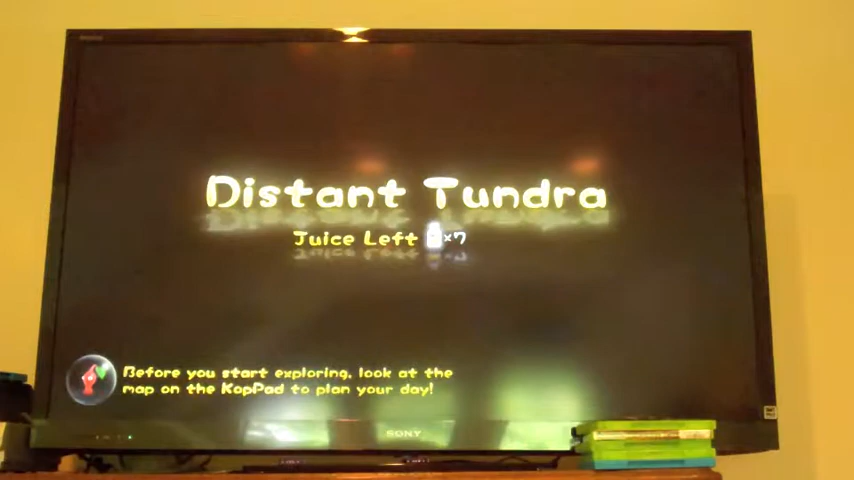 Distant Tundra
Juice Left x7
Before you start exploring, look at the
map on the KopPad to plan your day!
SONY